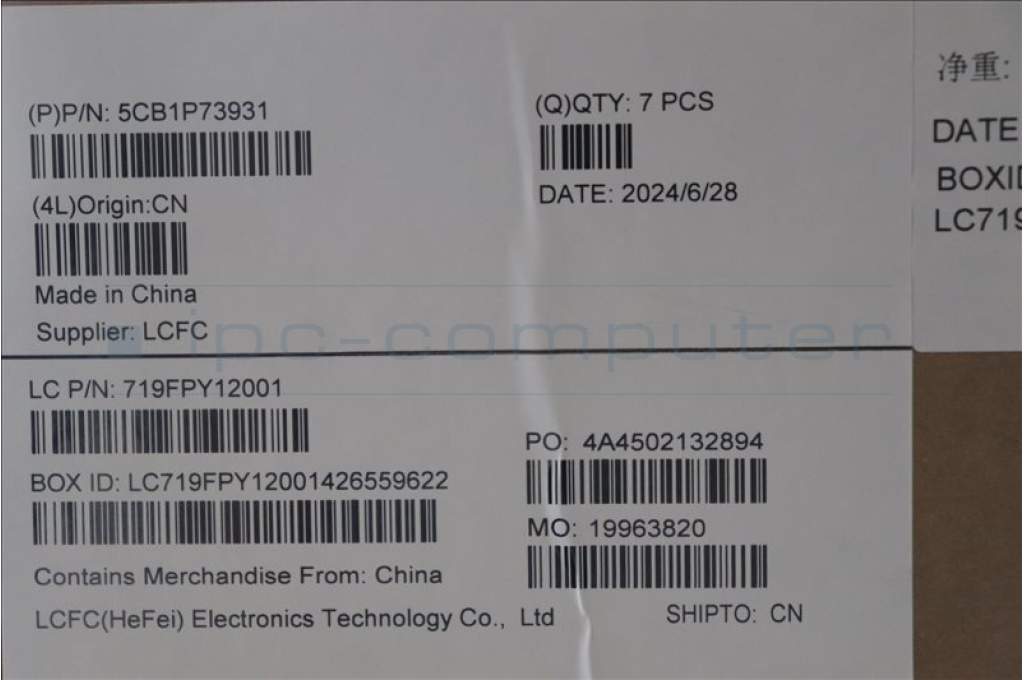 (P)P/N: 5CB1P73931
(Q)QTY: 7 PCS
DATE: 2024/6/28
(4L)Origin:CN
Made in China
Supplier: LCFC
ipc-computer
LC P/N: 719FPY12001
BOX ID: LC719FPY12001426559622
PO: 4A4502132894
MO: 19963820
Contains Merchandise From: China
LCFC(HeFei) Electronics Technology Co., Ltd
SHIPTO: CN
净重:
DATE
BOXI
LC719